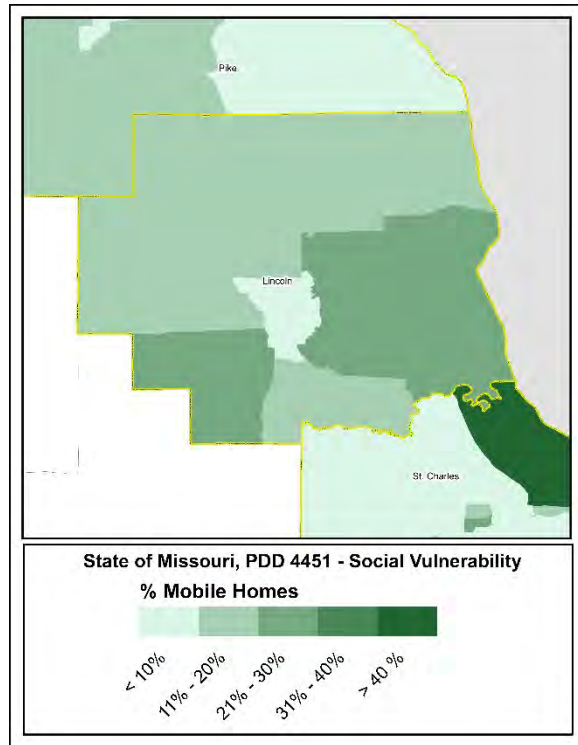 Pike
Lincoln
St. Charles
State of Missouri, PDD 4451 - Social Vulnerability
% Mobile Homes
< 10%
11% - 20%
21% - 30%
31% - 40%
> 40 %